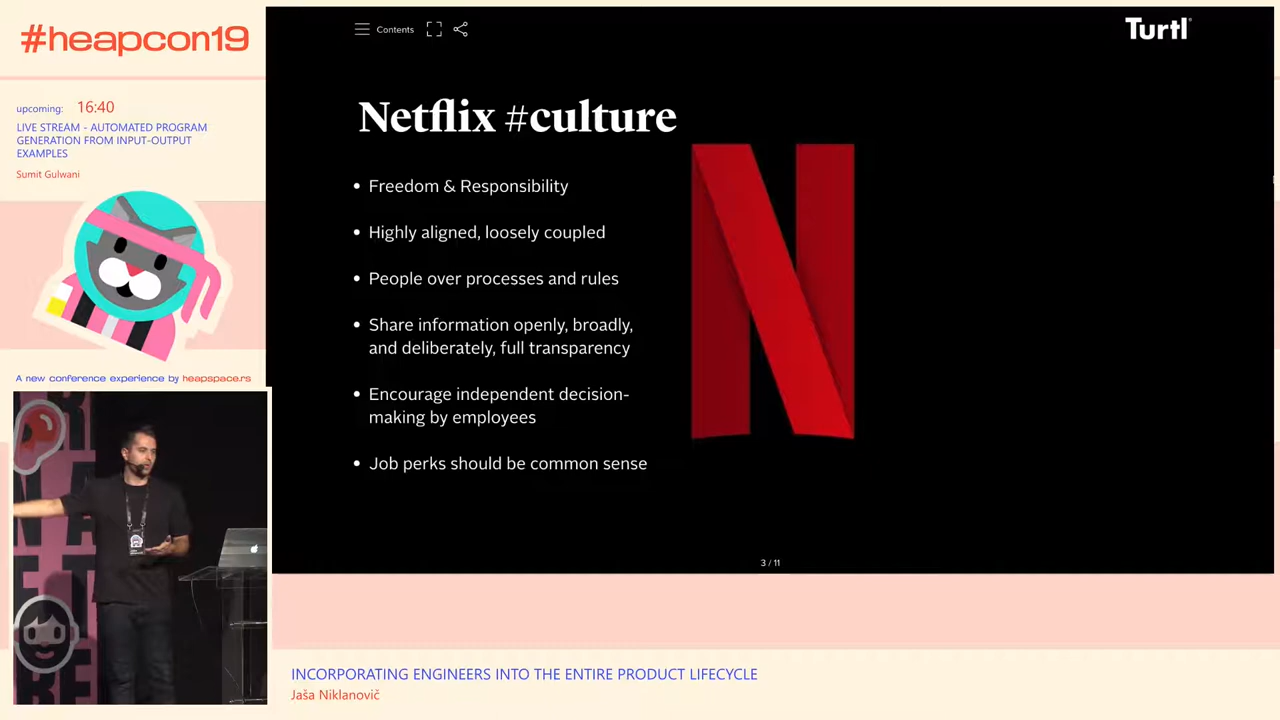 #heapcon19
upcoming: 16:40
LIVE STREAM - AUTOMATED PROGRAM
GENERATION FROM INPUT-OUTPUT
EXAMPLES
Sumit Gulwani
A new conference experience by heapspace.rs
Contents
Turtl
Netflix #culture
• Freedom & Responsibility
• Highly aligned, loosely coupled
• People over processes and rules
• Share information openly, broadly,
and deliberately, full transparency
• Encourage independent decision-
making by employees
• Job perks should be common sense
N
3 / 11
INCORPORATING ENGINEERS INTO THE ENTIRE PRODUCT LIFECYCLE
Jaša Niklanovič